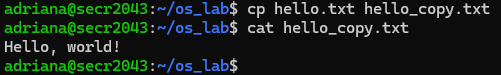 adriana@secr2043:~/os_lab$ cp hello.txt hello_copy.txt
adriana@secr2043:~/os_lab$ cat hello_copy.txt
Hello, world!
adriana@secr2043:~/os_lab$